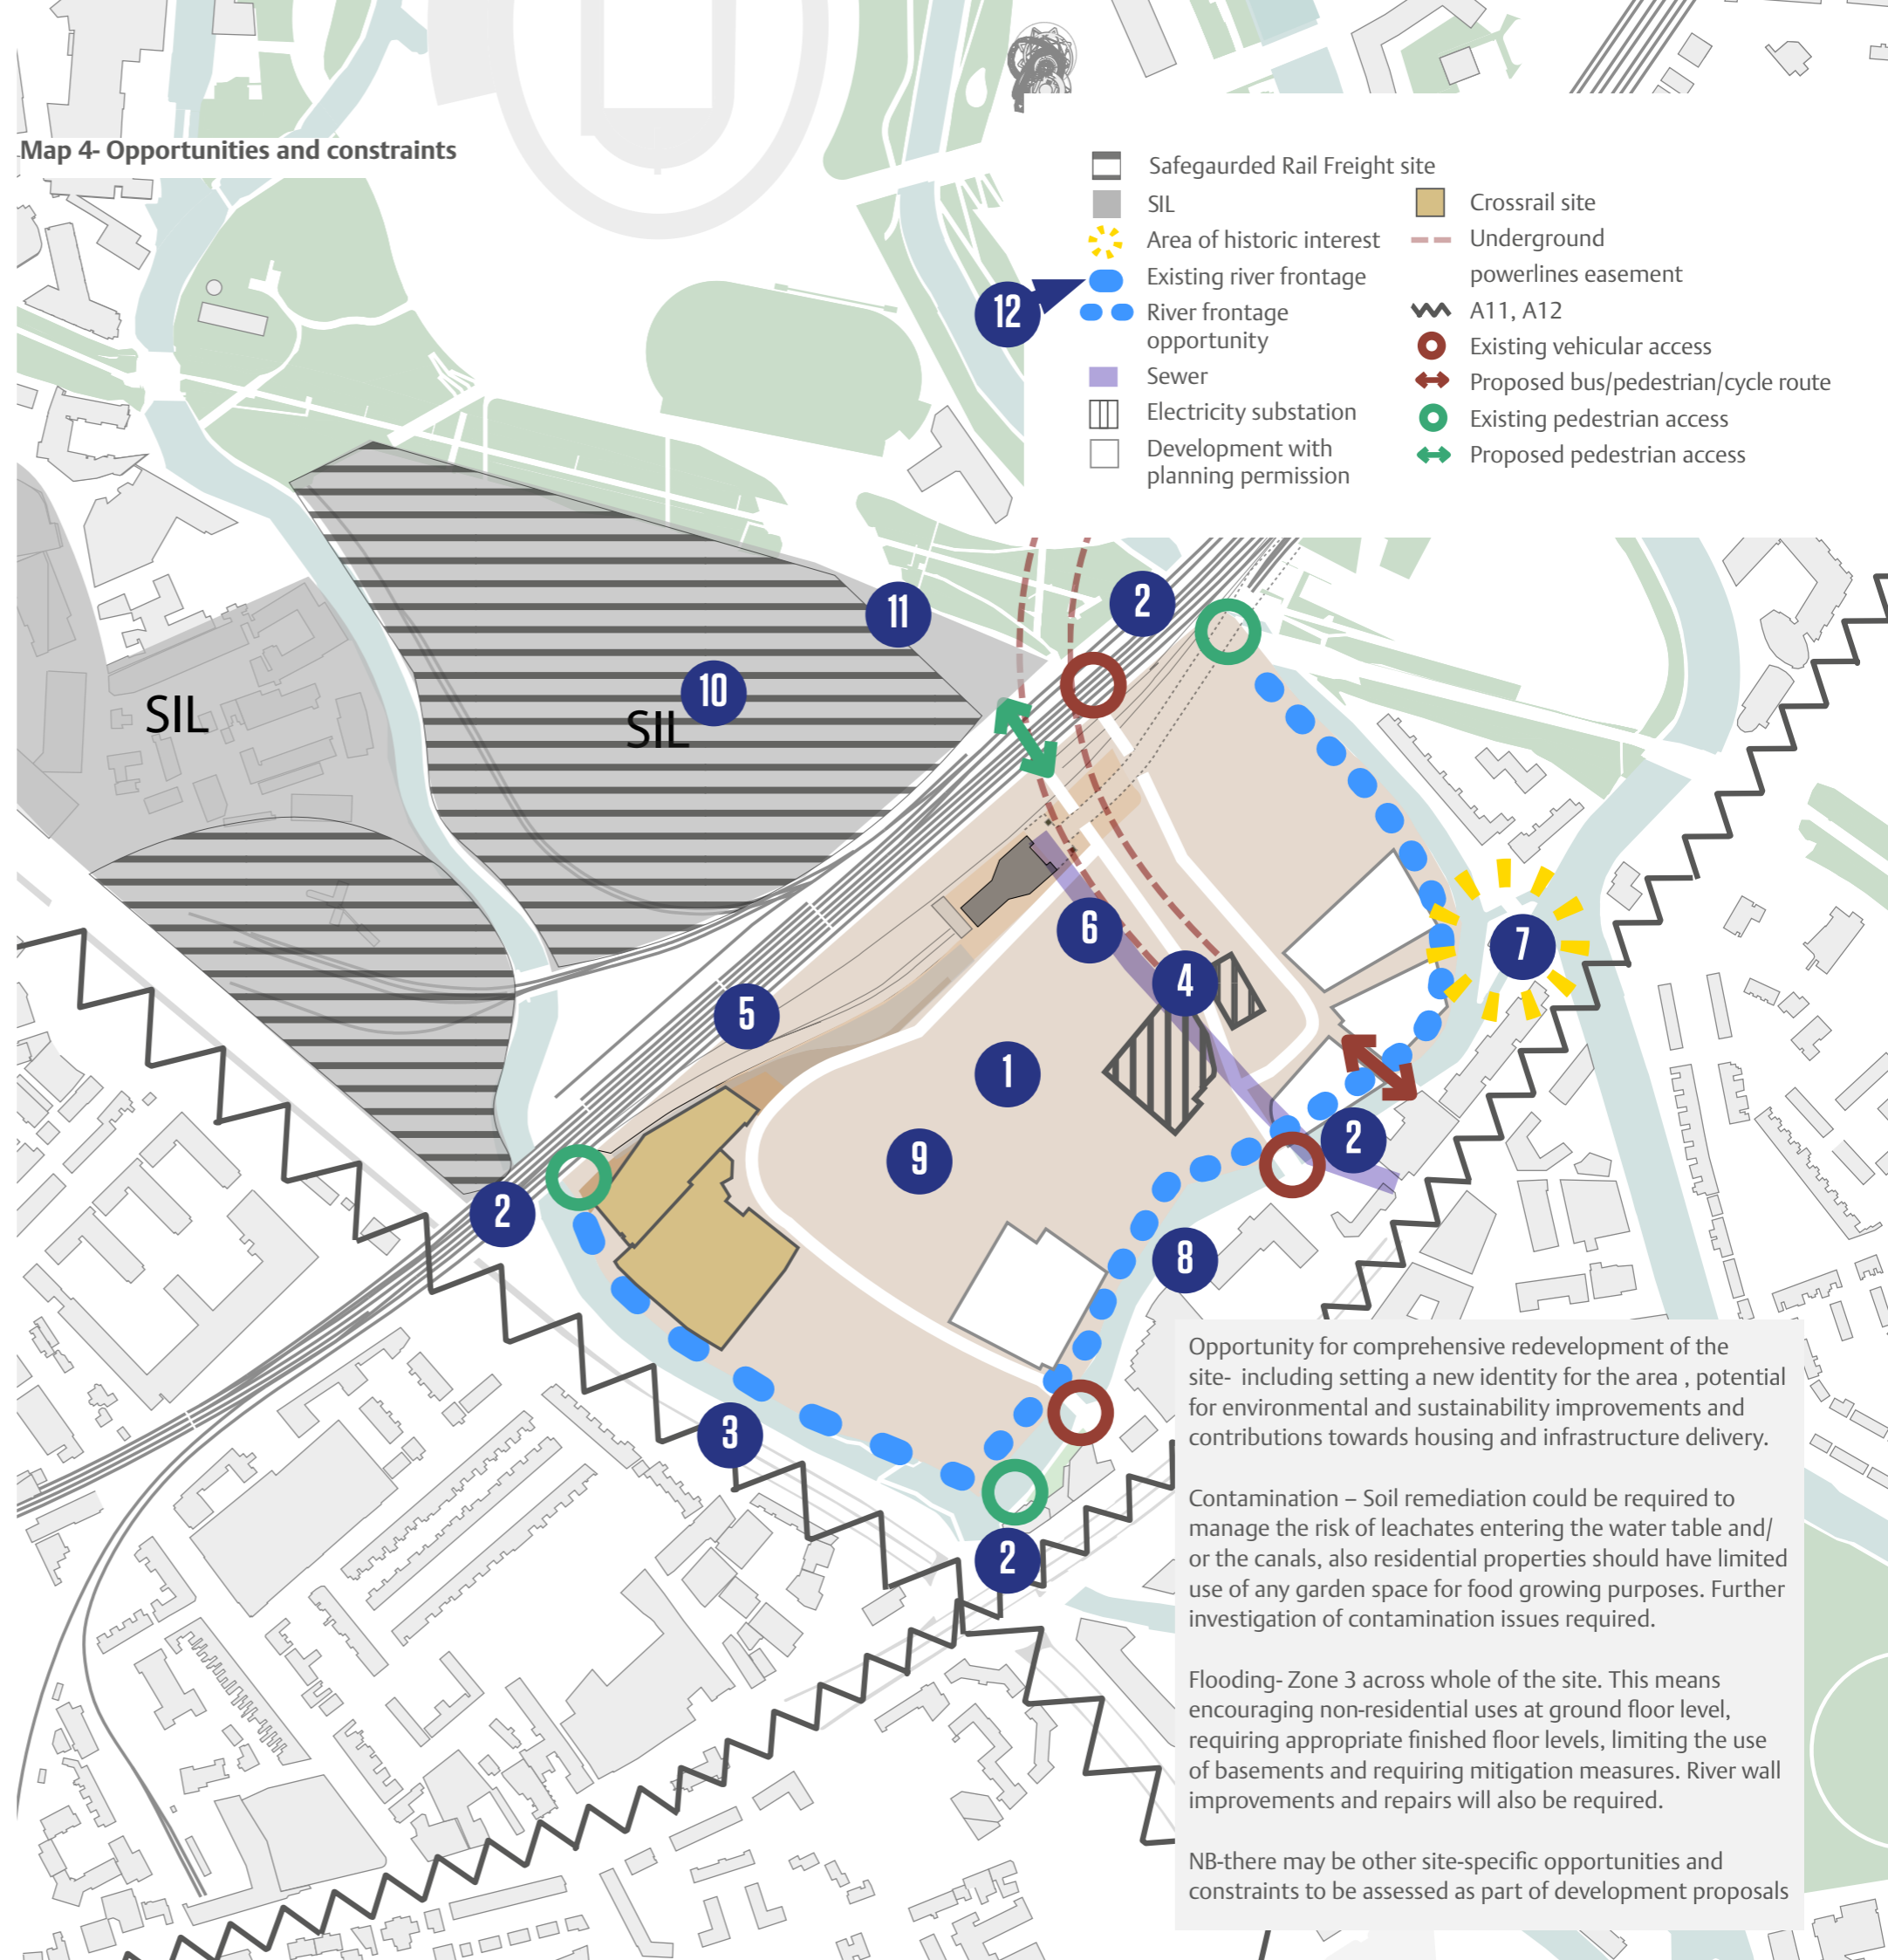 Map 4- Opportunities and constraints
Safegaurded Rail Freight site
SIL
Area of historic interest
Existing river frontage
River frontage
opportunity
Sewer
Electricity substation
Development with
planning permission
Crossrail site
Underground
powerlines easement
A11, A12
Existing vehicular access
Proposed bus/pedestrian/cycle route
Existing pedestrian access
Proposed pedestrian access
12
2
11
10
SIL
SIL
6
7
4
5
1
2
9
2
8
3
2
Opportunity for comprehensive redevelopment of the
site- including setting a new identity for the area , potential
for environmental and sustainability improvements and
contributions towards housing and infrastructure delivery.
Contamination – Soil remediation could be required to
manage the risk of leachates entering the water table and/
or the canals, also residential properties should have limited
use of any garden space for food growing purposes. Further
investigation of contamination issues required.
Flooding- Zone 3 across whole of the site. This means
encouraging non-residential uses at ground floor level,
requiring appropriate finished floor levels, limiting the use
of basements and requiring mitigation measures. River wall
improvements and repairs will also be required.
NB-there may be other site-specific opportunities and
constraints to be assessed as part of development proposals